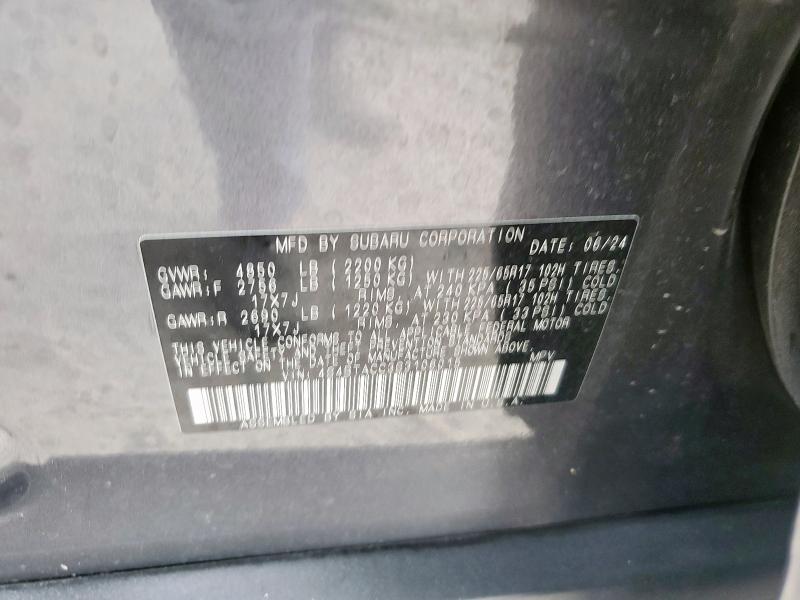 MFD BY SUBARU CORPORATION DATE: 06/24
GVWR: 4850 LB (2200 KG)
GAWR:F 2756 LB (1250 KG) WITH 225/65R17 102H TIRES,
17X7J RIMS, AT 240 KPA (35 PSI) COLD
GAWR:R 2690 LB (1220 KG) WITH 225/65R17 102H TIRES,
17X7J RIMS, AT 230 KPA (33 PSI) COLD
THIS VEHICLE CONFORMS TO ALL APPLICABLE FEDERAL MOTOR
VEHICLE SAFETY AND THEFT PREVENTION STANDARDS
IN EFFECT ON THE DATE OF MANUFACTURE SHOWN ABOVE.
VIN: MPV
ASSEMBLED BY SIA, INC. MADE IN U.S.A.